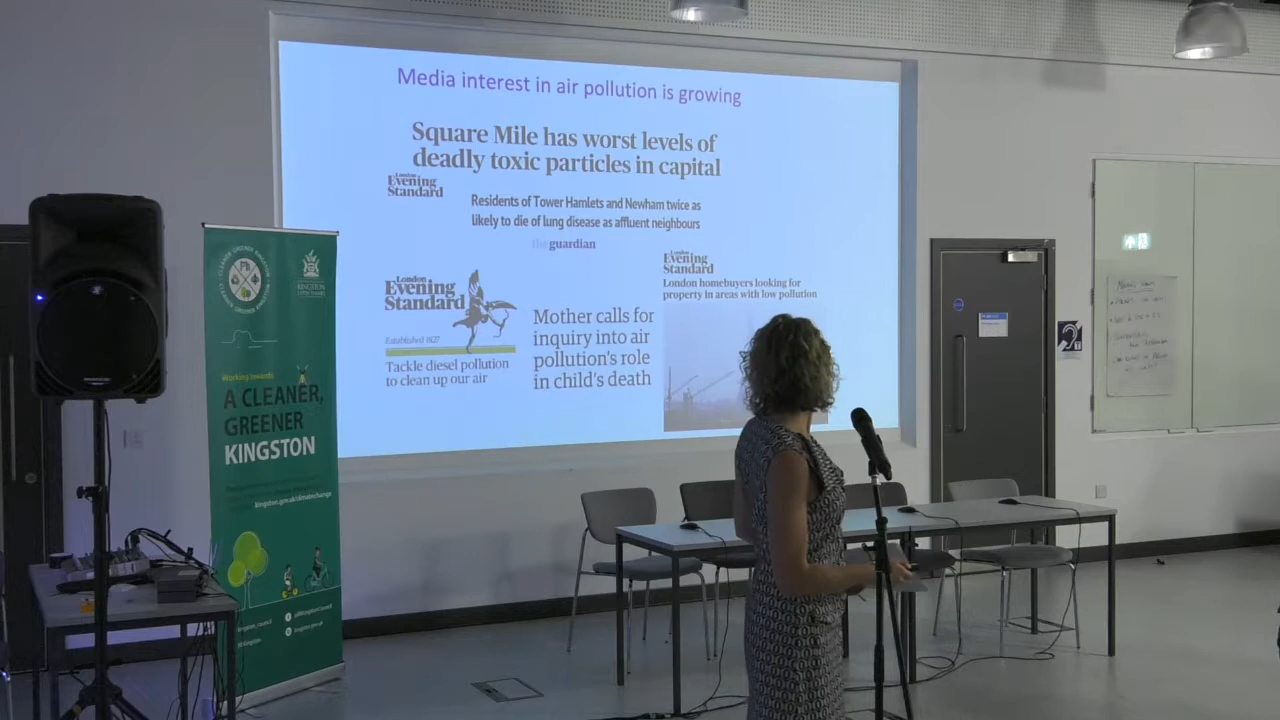 Media interest in air pollution is growing
Square Mile has worst levels of
deadly toxic particles in capital
London
Evening
Standard
Residents of Tower Hamlets and Newham twice as
likely to die of lung disease as affluent neighbours
theguardian
London
Evening
Standard
London homebuyers looking for
property in areas with low pollution
London
Evening
Standard
Established 1827
Tackle diesel pollution
to clean up our air
Mother calls for
inquiry into air
pollution's role
in child's death
Working towards
A CLEANER,
GREENER
KINGSTON
kingston.gov.uk/climatechange